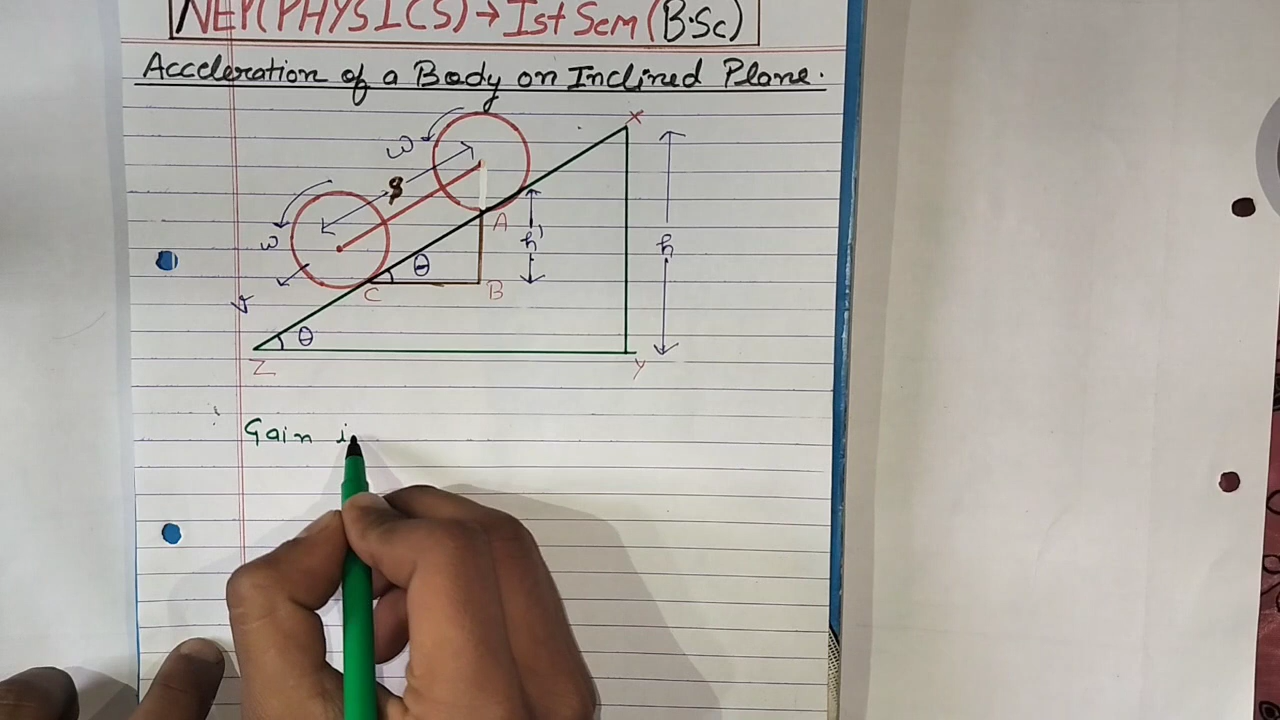 NEP(PHYSICS) → Ist Sem (B.Sc)
Acceleration of a Body on Inclined Plane.
X
ω
S
A
h'
h
ω
θ
C
B
v
θ
Z
Y
Gain i